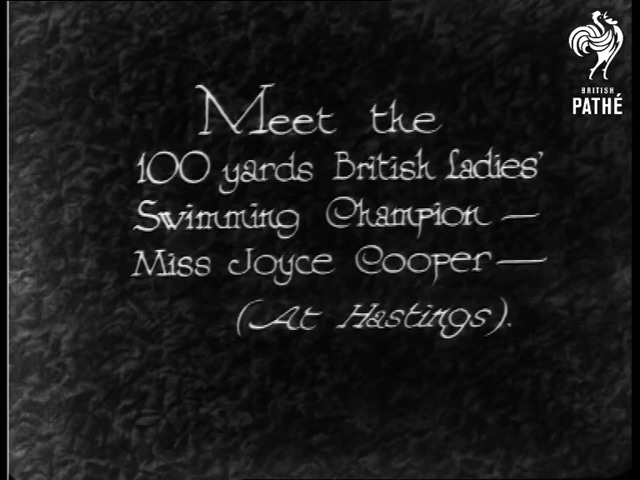 BRITISH
PATHÉ
Meet the
100 yards British Ladies'
Swimming Champion —
Miss Joyce Cooper —
(At Hastings).